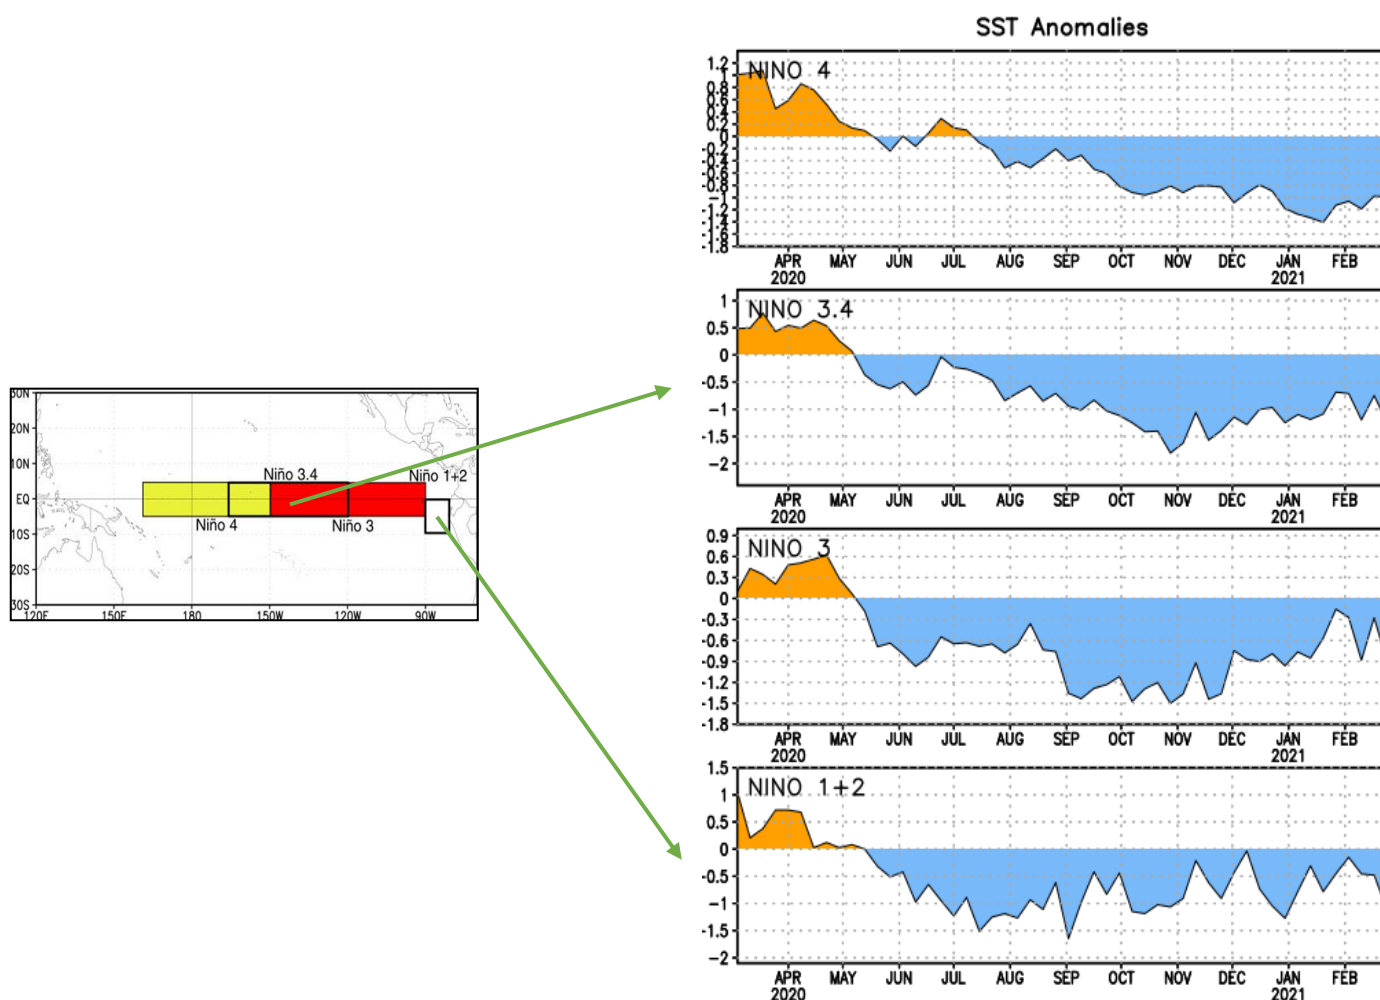 SST Anomalies
NINO 4
1.2
1
0.8
0.6
0.4
0.2
0
-0.2
-0.4
-0.6
-0.8
-1
-1.2
-1.4
-1.6
-1.8
APR MAY JUN JUL AUG SEP OCT NOV DEC JAN FEB
2020 2021
NINO 3.4
1
0.5
0
-0.5
-1
-1.5
-2
APR MAY JUN JUL AUG SEP OCT NOV DEC JAN FEB
2020 2021
30N
20N
10N
EQ
10S
20S
30S
120E 150E 180 150W 120W 90W
Niño 3.4
Niño 1+2
Niño 4
Niño 3
NINO 3
0.9
0.6
0.3
0
-0.3
-0.6
-0.9
-1.2
-1.5
-1.8
APR MAY JUN JUL AUG SEP OCT NOV DEC JAN FEB
2020 2021
NINO 1+2
1.5
1
0.5
0
-0.5
-1
-1.5
-2
APR MAY JUN JUL AUG SEP OCT NOV DEC JAN FEB
2020 2021